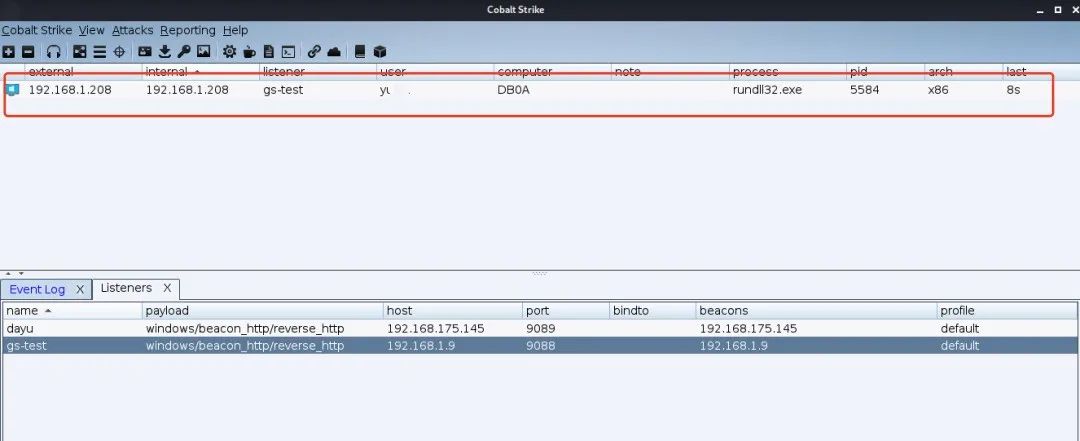 Cobalt Strike
Cobalt Strike View Attacks Reporting Help
external internal listener user computer note process pid arch last
192.168.1.208 192.168.1.208 gs-test DB0A rundll32.exe 5584 x86 8s
Event Log X Listeners X
name payload host port bindto beacons profile
dayu windows/beacon_http/reverse_http 192.168.175.145 9089 192.168.175.145 default
gs-test windows/beacon_http/reverse_http 192.168.1.9 9088 192.168.1.9 default